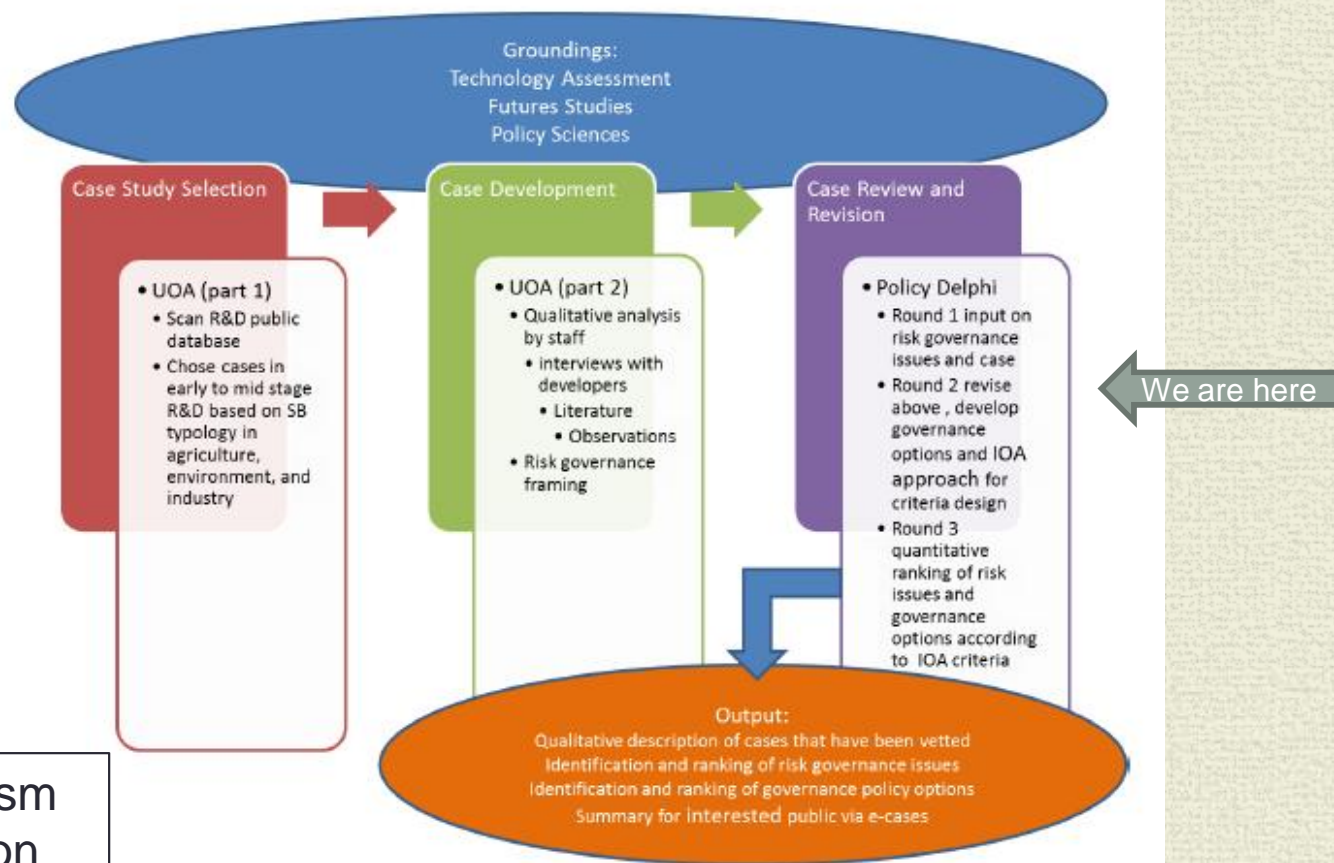 Groundings:
Technology Assessment
Futures Studies
Policy Sciences
Case Study Selection
• UOA (part 1)
• Scan R&D public
database
• Chose cases in
early to mid stage
R&D based on SB
typology in
agriculture,
environment, and
industry
Case Development
• UOA (part 2)
• Qualitative analysis
by staff
• interviews with
developers
• Literature
• Observations
• Risk governance
framing
Case Review and
Revision
• Policy Delphi
• Round 1 input on
risk governance
issues and case
• Round 2 revise
above , develop
governance
options and IOA
approach for
criteria design
• Round 3
quantitative
ranking of risk
issues and
governance
options according
to IOA criteria
We are here
Output:
Qualitative description of cases that have been vetted
Identification and ranking of risk governance issues
Identification and ranking of governance policy options
Summary for interested public via e-cases
sm
on